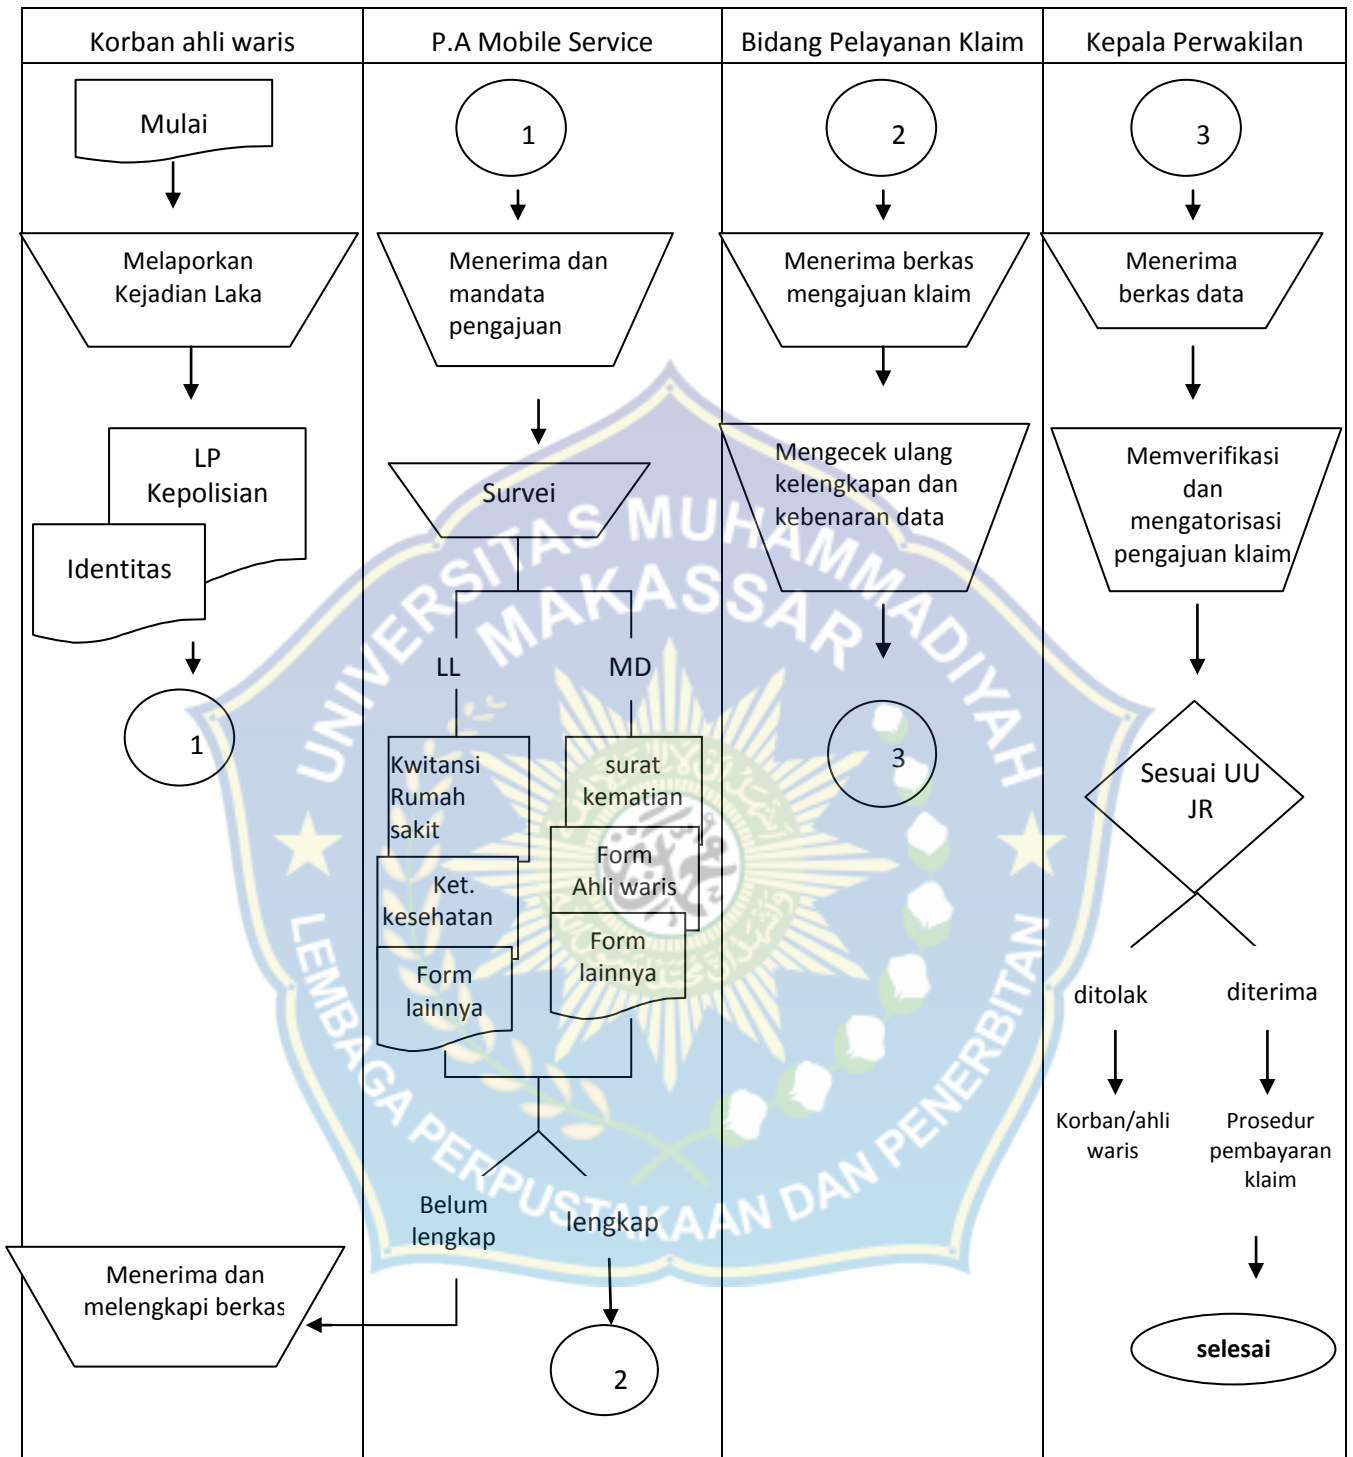 Korban ahli waris
P.A Mobile Service
Bidang Pelayanan Klaim
Kepala Perwakilan
Mulai
Melaporkan
Kejadian Laka
LP
Kepolisian
Identitas
1
Menerima dan
melengkapi berkas
1
Menerima dan
mandata
pengajuan
Survei
LL
MD
Kwitansi
Rumah
sakit
Ket.
kesehatan
Form
lainnya
surat
kematian
Form
Ahli waris
Form
lainnya
Belum
lengkap
lengkap
2
2
Menerima berkas
mengajuan klaim
Mengecek ulang
kelengkapan dan
kebenaran data
3
3
Menerima
berkas data
Memverifikasi
dan
mengatorisasi
pengajuan klaim
Sesuai UU
JR
ditolak
diterima
Korban/ahli
waris
Prosedur
pembayaran
klaim
selesai
UNIVERSITAS MUHAMMADIYAH
MAKASSAR
LEMBAGA PERPUSTAKAAN DAN PENERBITAN